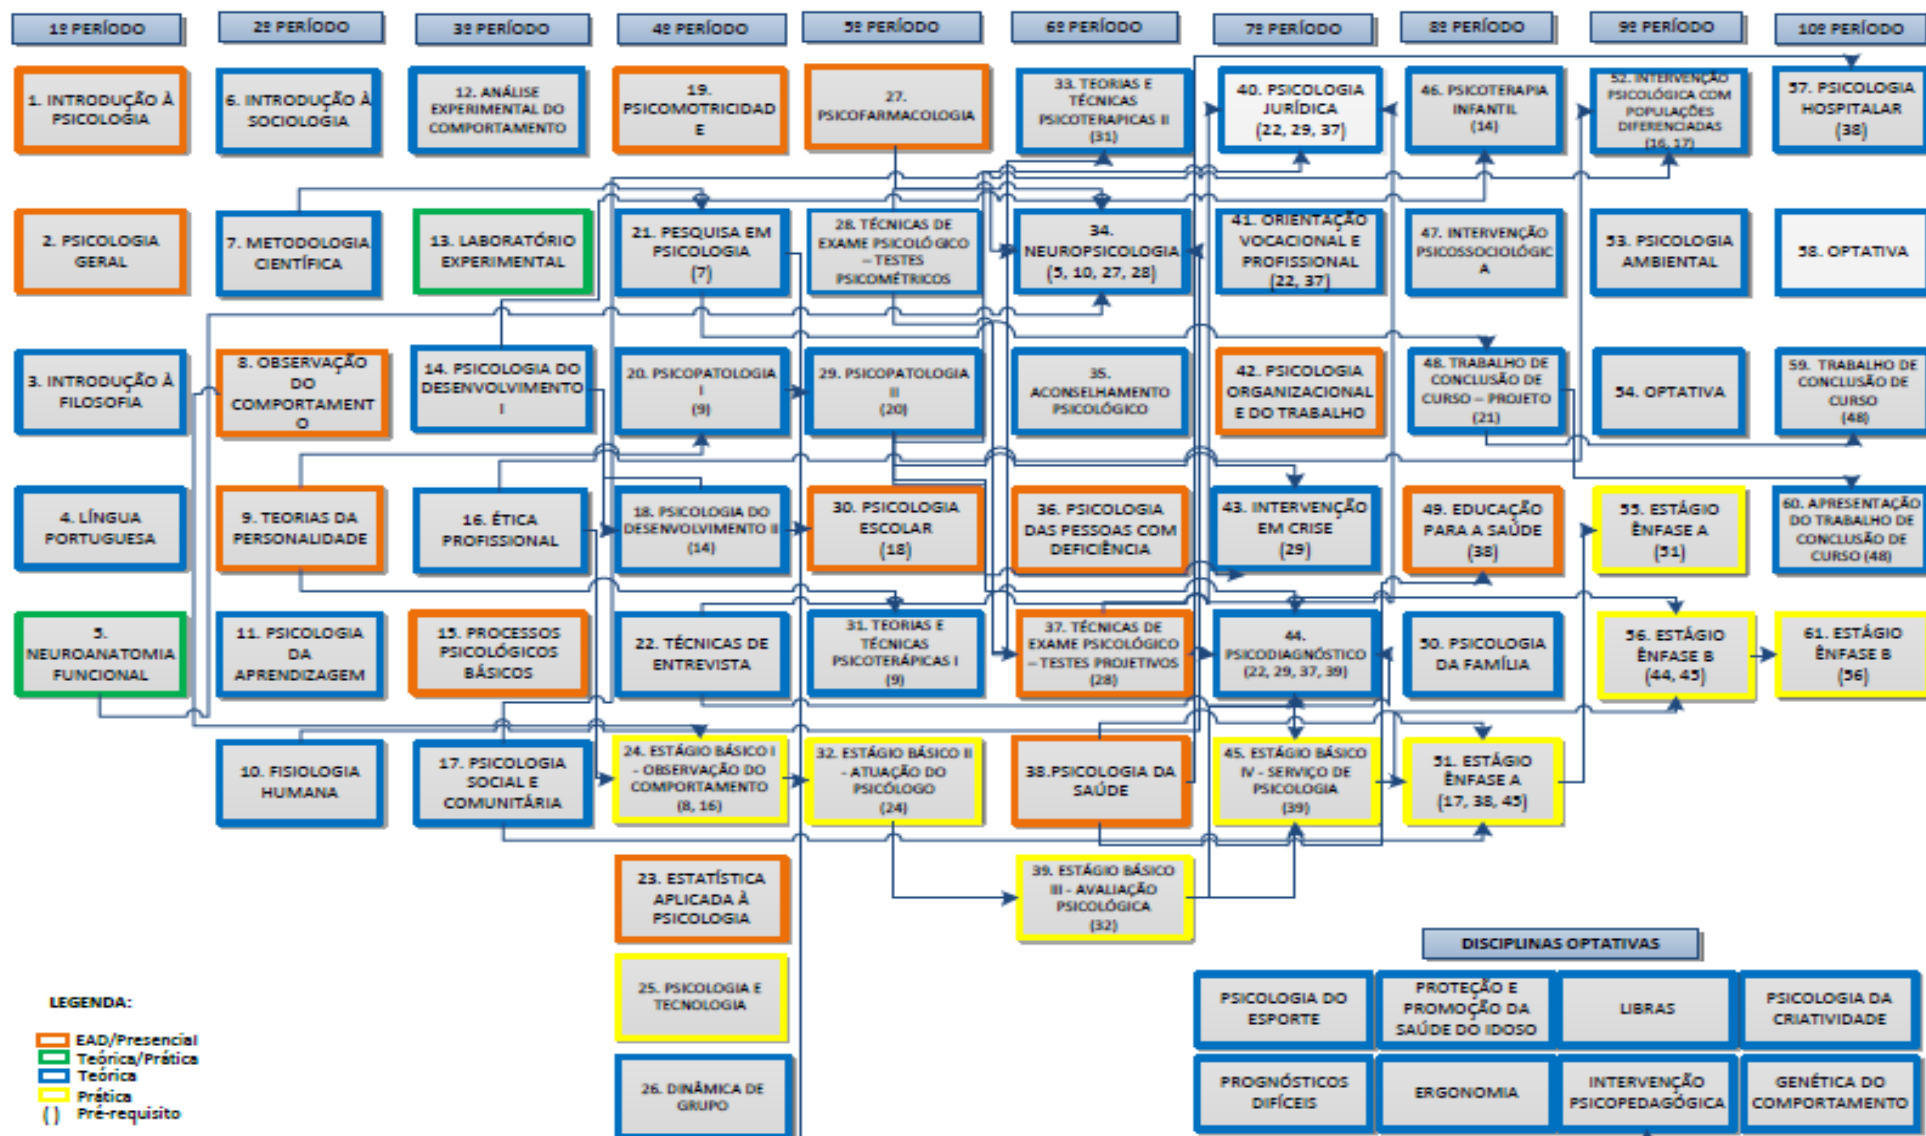 1º PERÍODO
2º PERÍODO
3º PERÍODO
4º PERÍODO
5º PERÍODO
6º PERÍODO
7º PERÍODO
8º PERÍODO
9º PERÍODO
10º PERÍODO
1. INTRODUÇÃO À
PSICOLOGIA
6. INTRODUÇÃO À
SOCIOLOGIA
12. ANÁLISE
EXPERIMENTAL DO
COMPORTAMENTO
19.
PSICOMOTRICIDAD
E
27.
PSICOFARMACOLOGIA
33. TEORIAS E
TÉCNICAS
PSICOTERAPICAS II
(31)
40. PSICOLOGIA
JURÍDICA
(22, 29, 37)
46. PSICOTERAPIA
INFANTIL
(14)
52. INTERVENÇÃO
PSICOLÓGICA COM
POPULAÇÕES
DIFERENCIADAS
(16, 17)
57. PSICOLOGIA
HOSPITALAR
(38)
2. PSICOLOGIA
GERAL
7. METODOLOGIA
CIENTÍFICA
13. LABORATÓRIO
EXPERIMENTAL
21. PESQUISA EM
PSICOLOGIA
(7)
28. TÉCNICAS DE
EXAME PSICOLÓGICO
– TESTES
PSICOMÉTRICOS
34.
NEUROPSICOLOGIA
(5, 10, 27, 28)
41. ORIENTAÇÃO
VOCACIONAL E
PROFISSIONAL
(22, 37)
47. INTERVENÇÃO
PSICOSSOCIOLÓGIC
A
53. PSICOLOGIA
AMBIENTAL
58. OPTATIVA
3. INTRODUÇÃO À
FILOSOFIA
8. OBSERVAÇÃO
DO
COMPORTAMENT
O
14. PSICOLOGIA DO
DESENVOLVIMENTO
I
20. PSICOPATOLOGIA
I
(9)
29. PSICOPATOLOGIA
II
(20)
35.
ACONSELHAMENTO
PSICOLÓGICO
42. PSICOLOGIA
ORGANIZACIONAL
E DO TRABALHO
48. TRABALHO DE
CONCLUSÃO DE
CURSO – PROJETO
(21)
54. OPTATIVA
59. TRABALHO DE
CONCLUSÃO DE
CURSO
(48)
4. LÍNGUA
PORTUGUESA
9. TEORIAS DA
PERSONALIDADE
16. ÉTICA
PROFISSIONAL
18. PSICOLOGIA DO
DESENVOLVIMENTO II
(14)
30. PSICOLOGIA
ESCOLAR
(18)
36. PSICOLOGIA
DAS PESSOAS COM
DEFICIÊNCIA
43. INTERVENÇÃO
EM CRISE
(29)
49. EDUCAÇÃO
PARA A SAÚDE
(38)
55. ESTÁGIO
ÊNFASE A
(51)
60. APRESENTAÇÃO
DO TRABALHO DE
CONCLUSÃO DE
CURSO (48)
5.
NEUROANATOMIA
FUNCIONAL
11. PSICOLOGIA
DA
APRENDIZAGEM
15. PROCESSOS
PSICOLÓGICOS
BÁSICOS
22. TÉCNICAS DE
ENTREVISTA
31. TEORIAS E
TÉCNICAS
PSICOTERÁPICAS I
(9)
37. TÉCNICAS DE
EXAME PSICOLÓGICO
– TESTES PROJETIVOS
(28)
44.
PSICODIAGNÓSTICO
(22, 29, 37, 39)
50. PSICOLOGIA
DA FAMÍLIA
56. ESTÁGIO
ÊNFASE B
(44, 45)
61. ESTÁGIO
ÊNFASE B
(56)
10. FISIOLOGIA
HUMANA
17. PSICOLOGIA
SOCIAL E
COMUNITÁRIA
24. ESTÁGIO BÁSICO I
- OBSERVAÇÃO DO
COMPORTAMENTO
(8, 16)
32. ESTÁGIO BÁSICO II
- ATUAÇÃO DO
PSICÓLOGO
(24)
38.PSICOLOGIA DA
SAÚDE
45. ESTÁGIO BÁSICO
IV - SERVIÇO DE
PSICOLOGIA
(39)
51. ESTÁGIO
ÊNFASE A
(17, 38, 45)
23. ESTATÍSTICA
APLICADA À
PSICOLOGIA
39. ESTÁGIO BÁSICO
III - AVALIAÇÃO
PSICOLÓGICA
(32)
25. PSICOLOGIA E
TECNOLOGIA
26. DINÂMICA DE
GRUPO
DISCIPLINAS OPTATIVAS
PSICOLOGIA DO
ESPORTE
PROTEÇÃO E
PROMOÇÃO DA
SAÚDE DO IDOSO
LIBRAS
PSICOLOGIA DA
CRIATIVIDADE
PROGNÓSTICOS
DIFÍCEIS
ERGONOMIA
INTERVENÇÃO
PSICOPEDAGÓGICA
GENÉTICA DO
COMPORTAMENTO
LEGENDA:
EAD/Presencial
Teórica/Prática
Teórica
Prática
( ) Pré-requisito